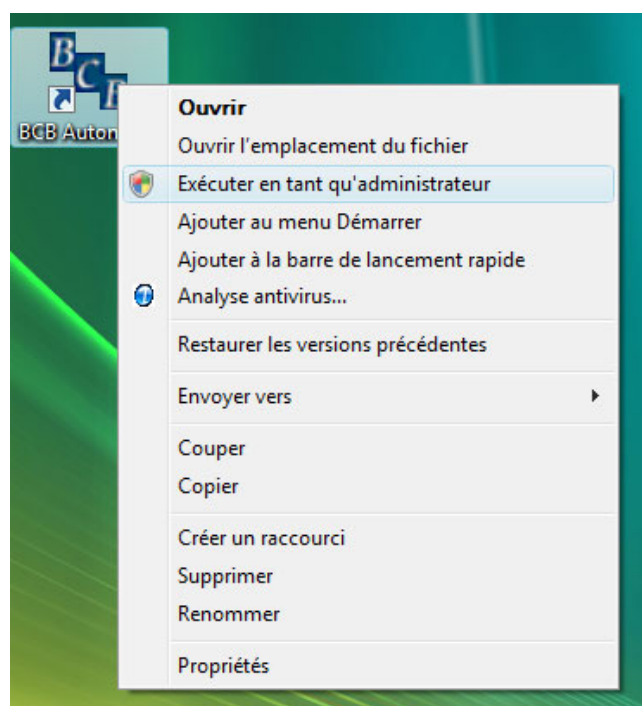 BCB
BCB Auton
Ouvrir
Ouvrir l'emplacement du fichier
Exécuter en tant qu'administrateur
Ajouter au menu Démarrer
Ajouter à la barre de lancement rapide
Analyse antivirus...
Restaurer les versions précédentes
Envoyer vers
Couper
Copier
Créer un raccourci
Supprimer
Renommer
Propriétés